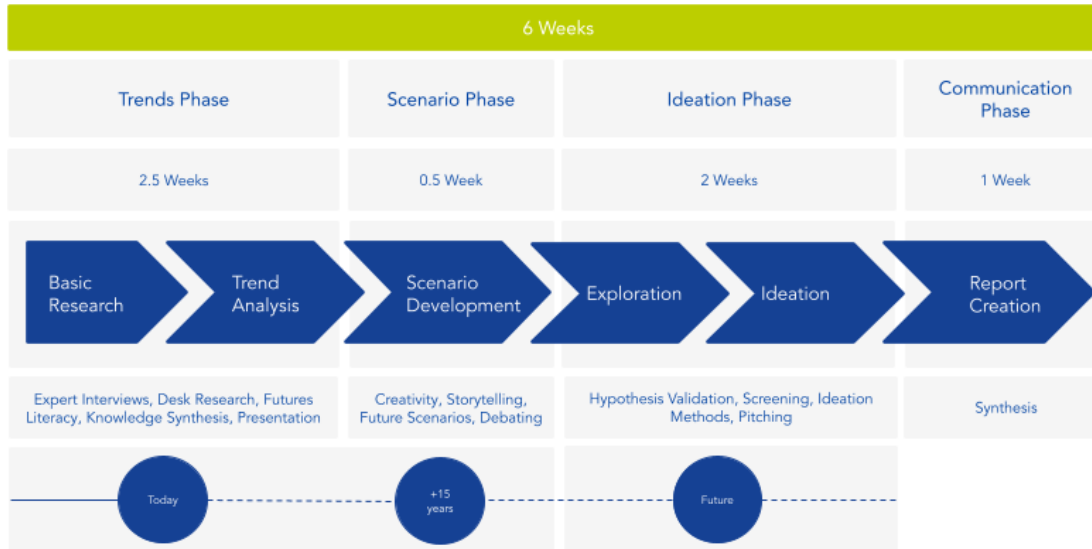 6 Weeks
Trends Phase
Scenario Phase
Ideation Phase
Communication
Phase
2.5 Weeks
0.5 Week
2 Weeks
1 Week
Basic
Research
Trend
Analysis
Scenario
Development
Exploration
Ideation
Report
Creation
Expert Interviews, Desk Research, Futures
Literacy, Knowledge Synthesis, Presentation
Creativity, Storytelling,
Future Scenarios, Debating
Hypothesis Validation, Screening, Ideation
Methods, Pitching
Synthesis
Today
+15
years
Future